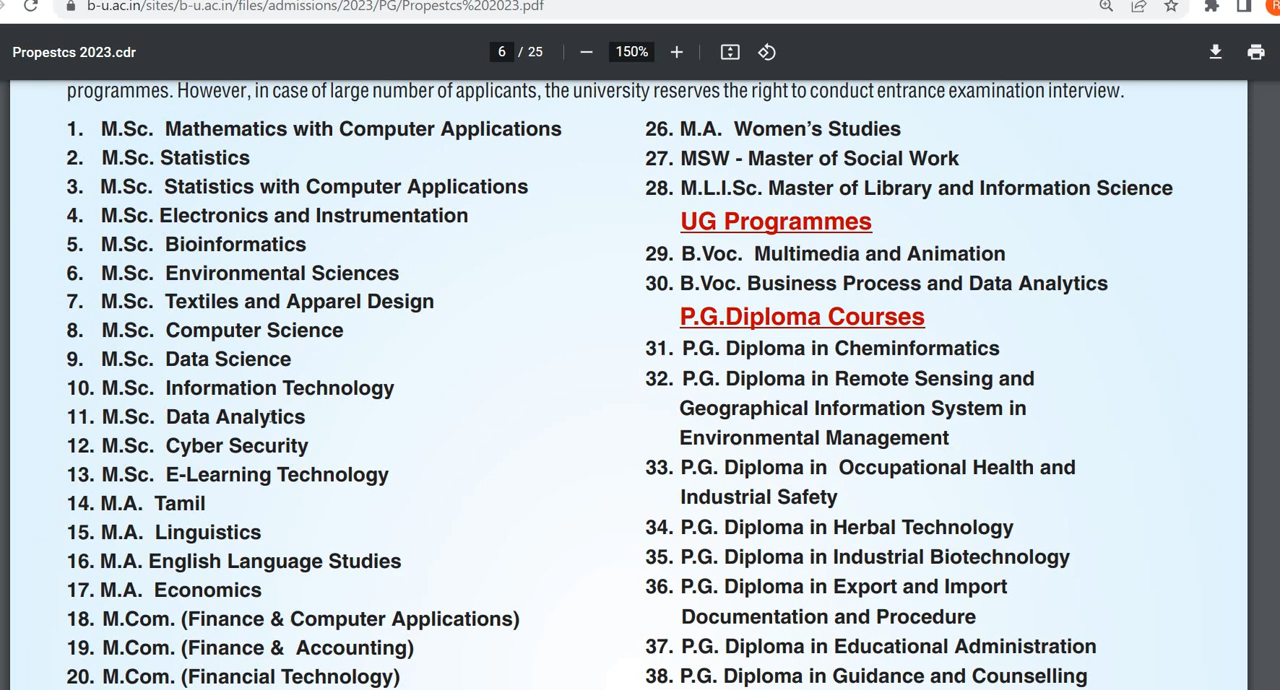 b-u.ac.in/sites/b-u.ac.in/files/admissions/2023/PG/Propestcs%202023.pdf
Propestcs 2023.cdr
6 / 25
150%
programmes. However, in case of large number of applicants, the university reserves the right to conduct entrance examination interview.
1. M.Sc. Mathematics with Computer Applications
2. M.Sc. Statistics
3. M.Sc. Statistics with Computer Applications
4. M.Sc. Electronics and Instrumentation
5. M.Sc. Bioinformatics
6. M.Sc. Environmental Sciences
7. M.Sc. Textiles and Apparel Design
8. M.Sc. Computer Science
9. M.Sc. Data Science
10. M.Sc. Information Technology
11. M.Sc. Data Analytics
12. M.Sc. Cyber Security
13. M.Sc. E-Learning Technology
14. M.A. Tamil
15. M.A. Linguistics
16. M.A. English Language Studies
17. M.A. Economics
18. M.Com. (Finance & Computer Applications)
19. M.Com. (Finance & Accounting)
20. M.Com. (Financial Technology)
26. M.A. Women's Studies
27. MSW - Master of Social Work
28. M.L.I.Sc. Master of Library and Information Science
UG Programmes
29. B.Voc. Multimedia and Animation
30. B.Voc. Business Process and Data Analytics
P.G.Diploma Courses
31. P.G. Diploma in Cheminformatics
32. P.G. Diploma in Remote Sensing and
Geographical Information System in
Environmental Management
33. P.G. Diploma in Occupational Health and
Industrial Safety
34. P.G. Diploma in Herbal Technology
35. P.G. Diploma in Industrial Biotechnology
36. P.G. Diploma in Export and Import
Documentation and Procedure
37. P.G. Diploma in Educational Administration
38. P.G. Diploma in Guidance and Counselling